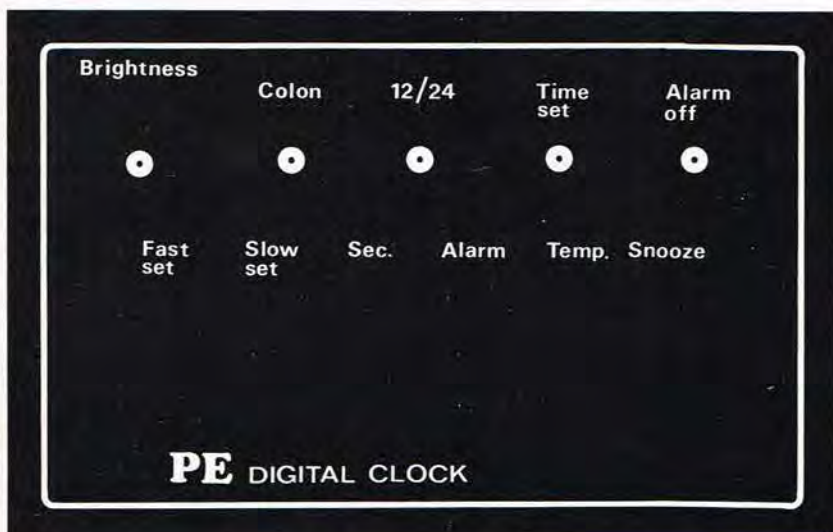 Brightness
Colon 12/24 Time set Alarm off
Fast set Slow set Sec. Alarm Temp. Snooze
PE DIGITAL CLOCK